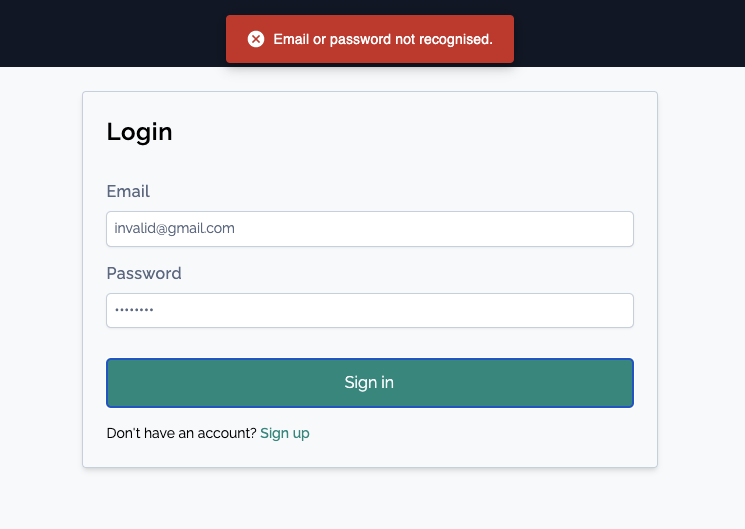 Email or password not recognised.
Login
Email
invalid@gmail.com
Password
••••••••
Sign in
Don't have an account? Sign up